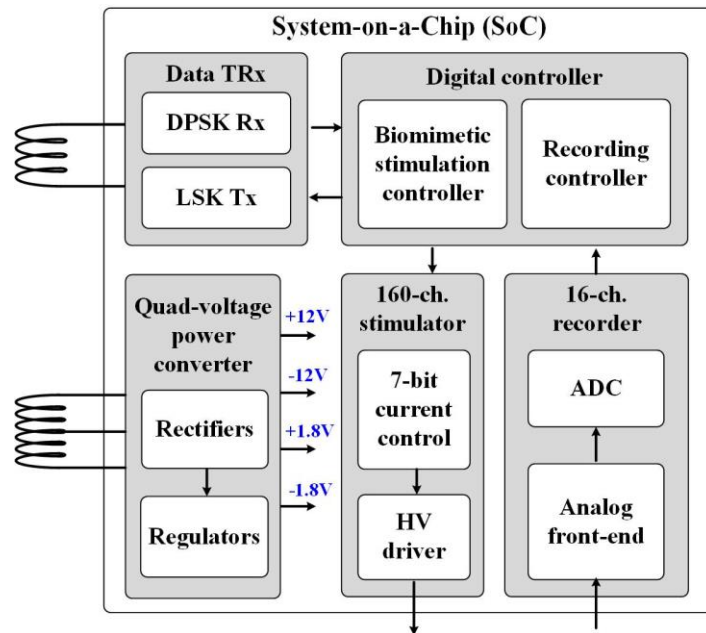 System-on-a-Chip (SoC)
Data TRx
DPSK Rx
LSK Tx
Digital controller
Biomimetic
stimulation
controller
Recording
controller
Quad-voltage
power
converter
Rectifiers
Regulators
+12V
-12V
+1.8V
-1.8V
160-ch.
stimulator
7-bit
current
control
HV
driver
16-ch.
recorder
ADC
Analog
front-end